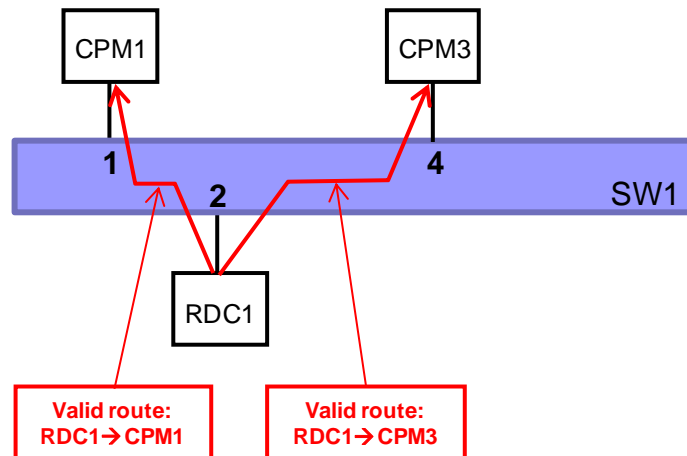 CPM1
CPM3
1
4
2
SW1
RDC1
Valid route:
RDC1→CPM1
Valid route:
RDC1→CPM3